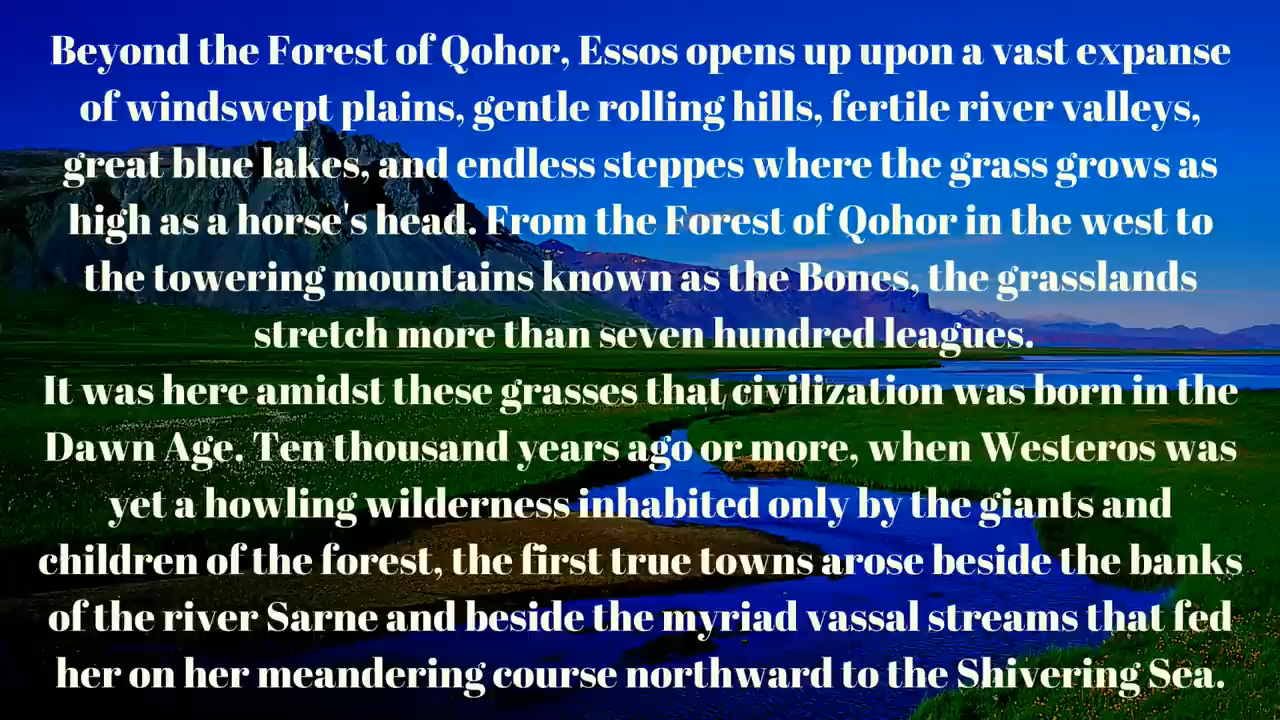 Beyond the Forest of Qohor, Essos opens up upon a vast expanse
of windswept plains, gentle rolling hills, fertile river valleys,
great blue lakes, and endless steppes where the grass grows as
high as a horse's head. From the Forest of Qohor in the west to
the towering mountains known as the Bones, the grasslands
stretch more than seven hundred leagues.
It was here amidst these grasses that civilization was born in the
Dawn Age. Ten thousand years ago or more, when Westeros was
yet a howling wilderness inhabited only by the giants and
children of the forest, the first true towns arose beside the banks
of the river Sarne and beside the myriad vassal streams that fed
her on her meandering course northward to the Shivering Sea.